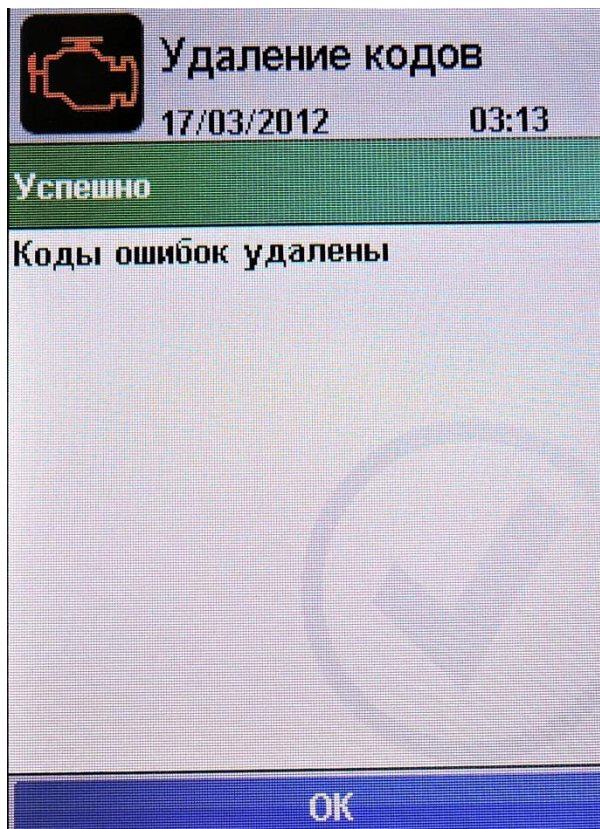 Удаление кодов
17/03/2012 03:13
Успешно
Коды ошибок удалены
OK